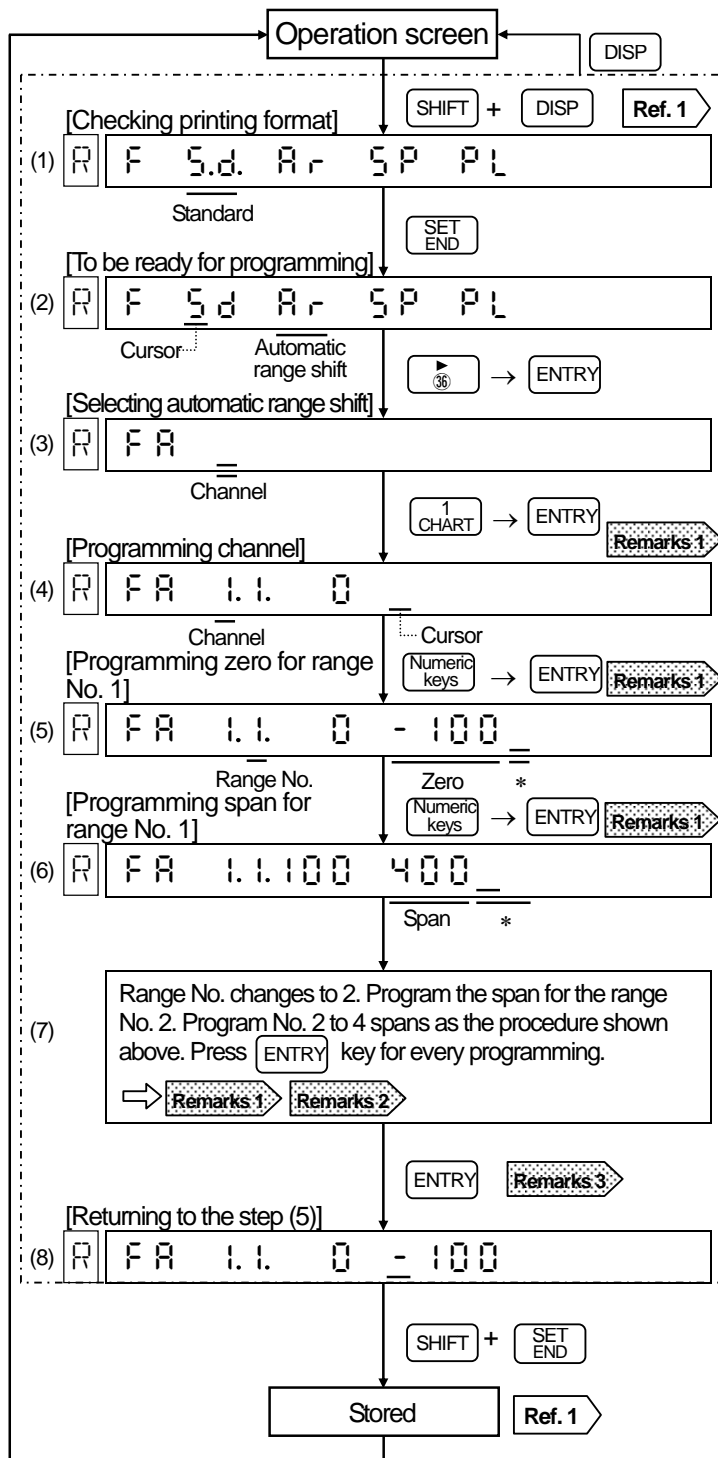 Operation screen
DISP
SHIFT + DISP Ref. 1
[Checking printing format]
(1) R F S.d. Ar SP PL
Standard
SET
END
[To be ready for programming]
(2) R F Sd Ar SP PL
Cursor
Automatic
range shift
▶
㊱ → ENTRY
[Selecting automatic range shift]
(3) R FA
Channel
1
CHART → ENTRY
Remarks 1
[Programming channel]
(4) R FA 1.1. 0
Channel
Cursor
[Programming zero for range
No. 1]
Numeric
keys → ENTRY Remarks 1
(5) R FA 1.1. 0 -100
Range No.
Zero
*
[Programming span for
range No. 1]
Numeric
keys → ENTRY Remarks 1
(6) R FA 1.1.100 400
Span
*
(7)
Range No. changes to 2. Program the span for the range
No. 2. Program No. 2 to 4 spans as the procedure shown
above. Press ENTRY key for every programming.
⇨ Remarks 1 Remarks 2
ENTRY Remarks 3
[Returning to the step (5)]
(8) R FA 1.1. 0 -100
SHIFT + SET
END
Stored
Ref. 1